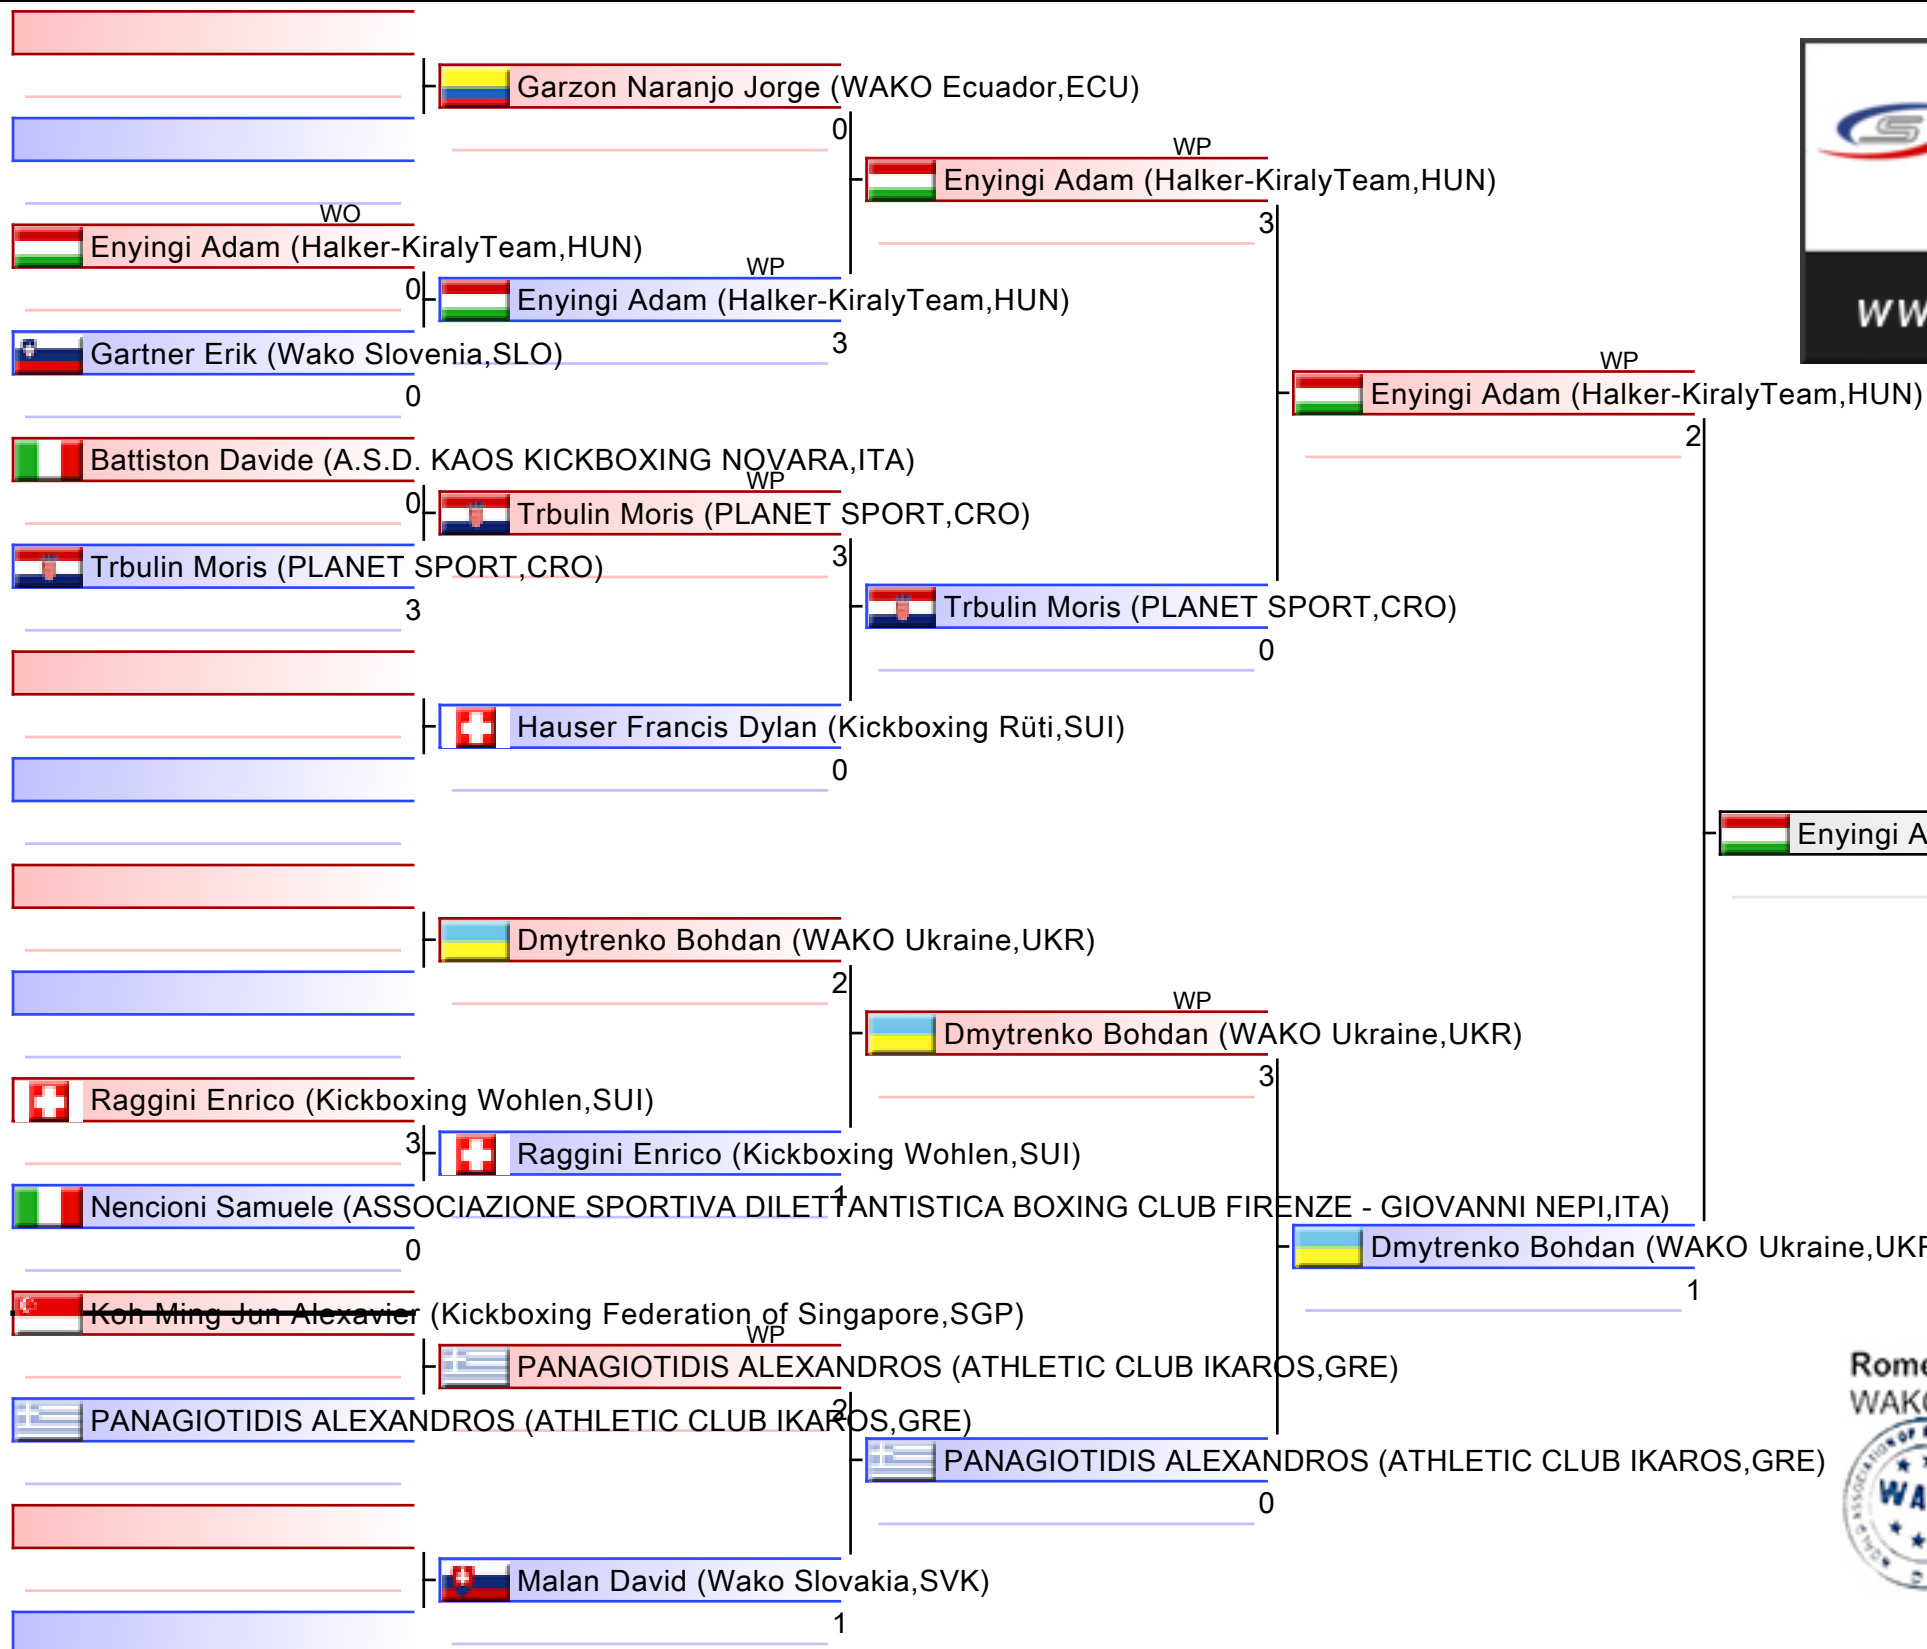 Garzon Naranjo Jorge (WAKO Ecuador,ECU)
0
WP
Enyingi Adam (Halker-KiralyTeam,HUN)
3
WO
Enyingi Adam (Halker-KiralyTeam,HUN)
0
WP
Enyingi Adam (Halker-KiralyTeam,HUN)
3
Gartner Erik (Wako Slovenia,SLO)
0
WP
Enyingi Adam (Halker-KiralyTeam,HUN)
2
Battiston Davide (A.S.D. KAOS KICKBOXING NOVARA,ITA)
0
WP
Trbulin Moris (PLANET SPORT,CRO)
3
Trbulin Moris (PLANET SPORT,CRO)
3
Trbulin Moris (PLANET SPORT,CRO)
0
Hauser Francis Dylan (Kickboxing Rüti,SUI)
0
Enyingi A
Dmytrenko Bohdan (WAKO Ukraine,UKR)
2
WP
Dmytrenko Bohdan (WAKO Ukraine,UKR)
3
Raggini Enrico (Kickboxing Wohlen,SUI)
3
Raggini Enrico (Kickboxing Wohlen,SUI)
1
Nencioni Samuele (ASSOCIAZIONE SPORTIVA DILETTANTISTICA BOXING CLUB FIRENZE - GIOVANNI NEPI,ITA)
0
Dmytrenko Bohdan (WAKO Ukraine,UKR
1
Koh Ming Jun Alexavier (Kickboxing Federation of Singapore,SGP)
WP
PANAGIOTIDIS ALEXANDROS (ATHLETIC CLUB IKAROS,GRE)
2
PANAGIOTIDIS ALEXANDROS (ATHLETIC CLUB IKAROS,GRE)
PANAGIOTIDIS ALEXANDROS (ATHLETIC CLUB IKAROS,GRE)
0
Malan David (Wako Slovakia,SVK)
1
S
ww
Rome
WAKO
WA